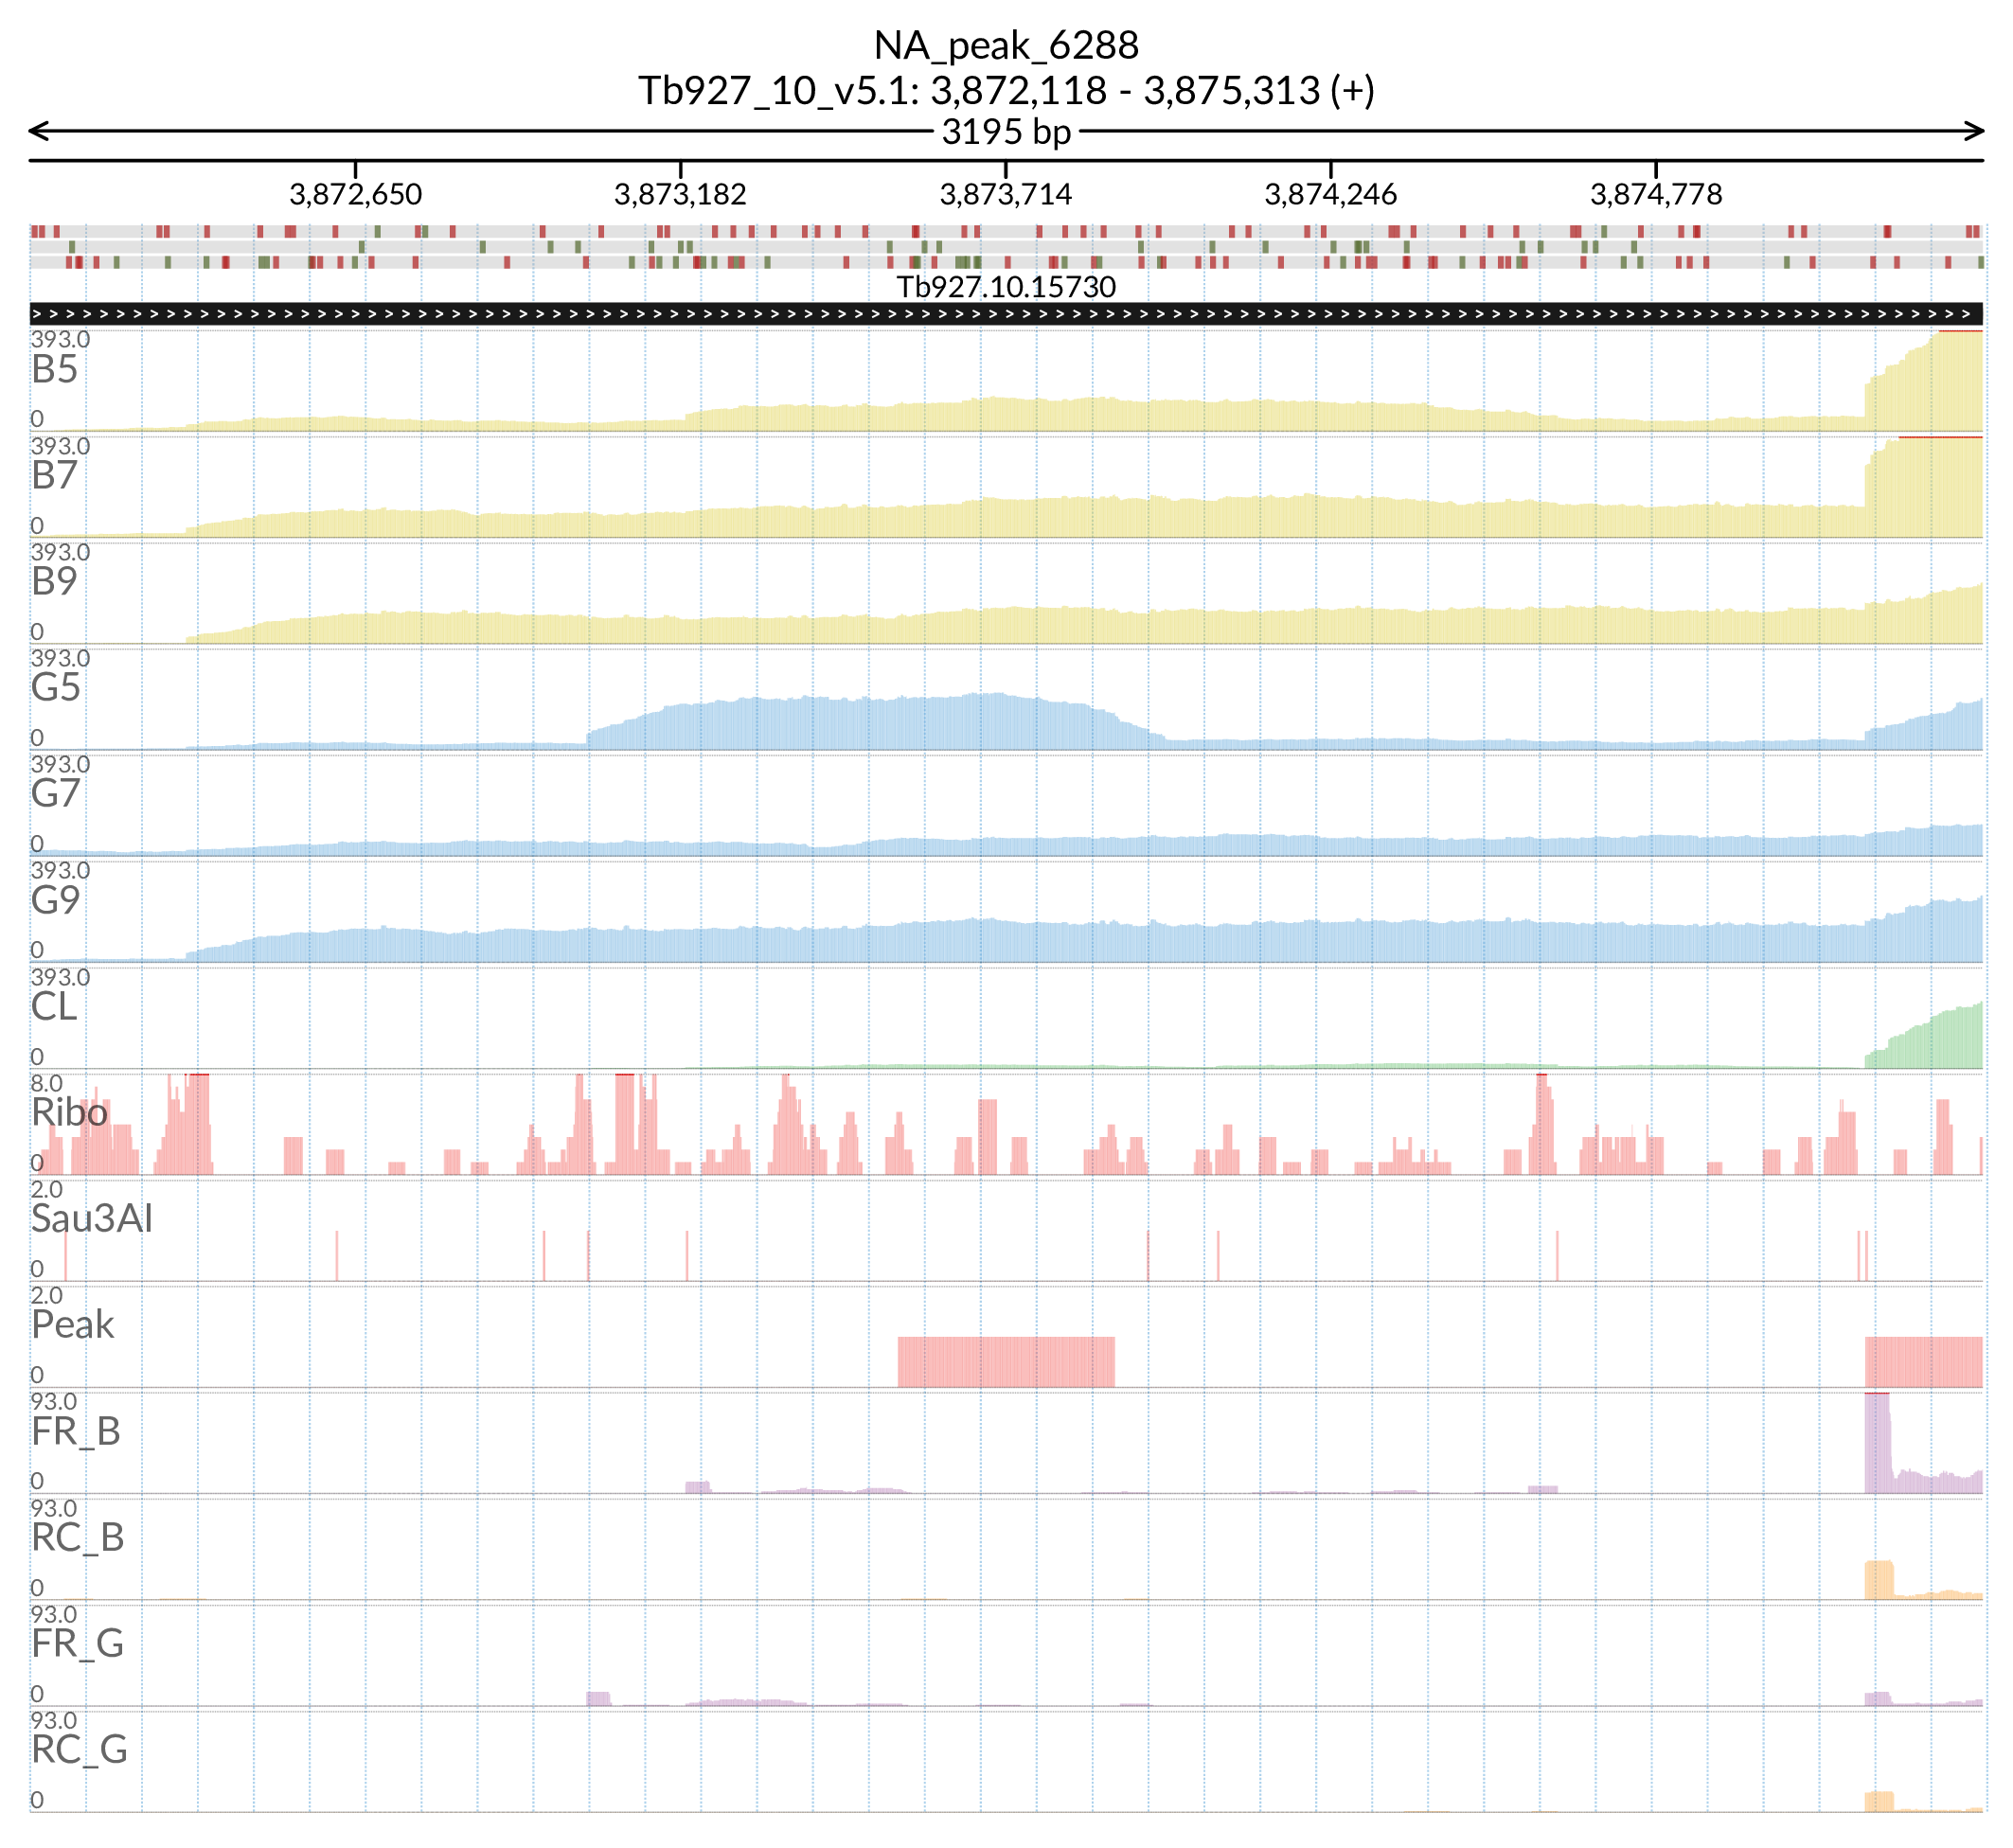 NA_peak_6288
Tb927_10_v5.1: 3,872,118 - 3,875,313 (+)
3195 bp
3,872,650 3,873,182 3,873,714 3,874,246 3,874,778
Tb927.10.15730
393.0
B5
0
393.0
B7
0
393.0
B9
0
393.0
G5
0
393.0
G7
0
393.0
G9
0
393.0
CL
0
8.0
Ribo
0
2.0
Sau3AI
0
2.0
Peak
0
93.0
FR_B
0
93.0
RC_B
0
93.0
FR_G
0
93.0
RC_G
0